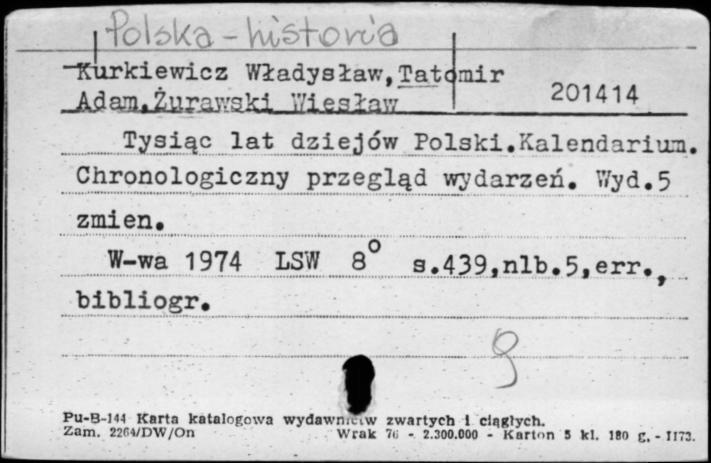 Polska - historia
Kurkiewicz Władysław, Tatomir
Adam, Żurawski Wiesław 201414
Tysiąc lat dziejów Polski. Kalendarium.
Chronologiczny przegląd wydarzeń. Wyd.5
zmien.
W-wa 1974 LSW 8° s.439,nlb.5,err.,
bibliogr.
g
Pu-B-144 Karta katalogowa wydawnictw zwartych i ciągłych.
Zam. 2264/DW/On Wrak 76 - 2.300.000 - Karton 5 kl. 180 g. - 1173.